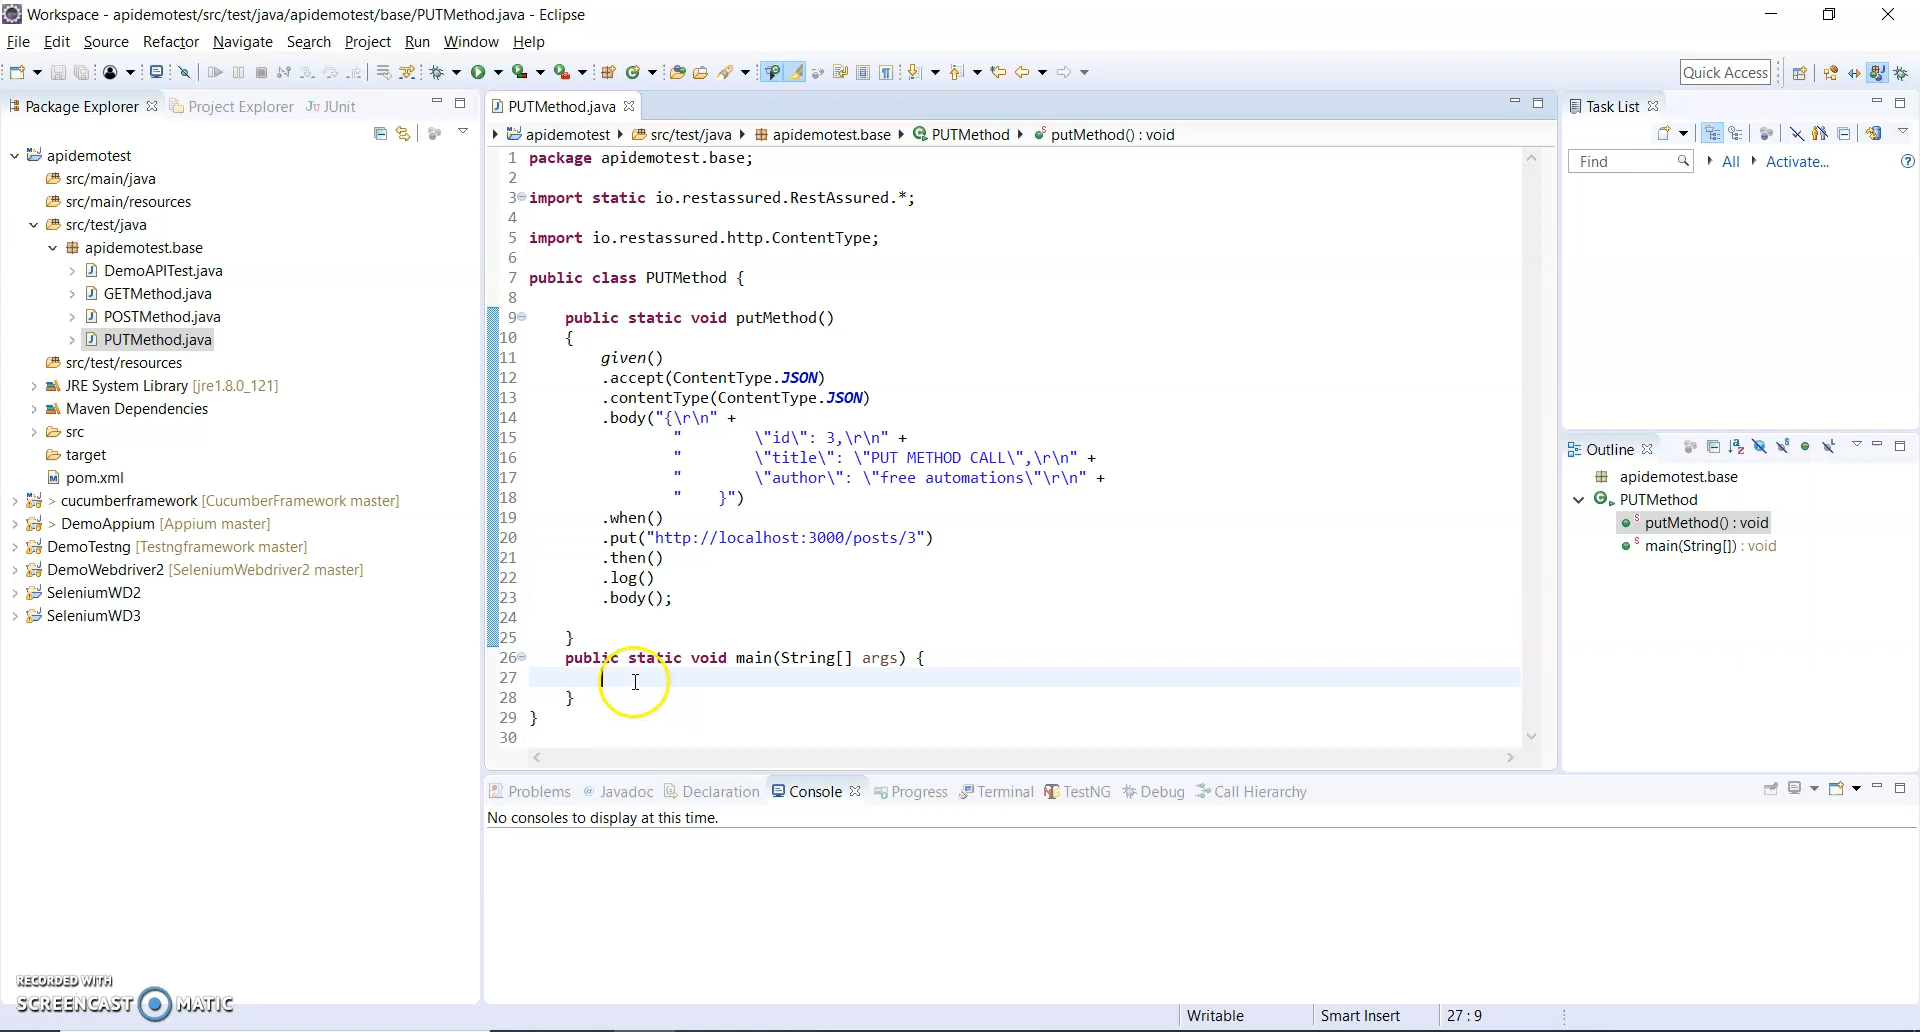 Workspace - apidemotest/src/test/java/apidemotest/base/PUTMethod.java - Eclipse
File Edit Source Refactor Navigate Search Project Run Window Help
Quick Access
Package Explorer Project Explorer JUnit
PUTMethod.java
Task List
apidemotest src/test/java apidemotest.base PUTMethod putMethod() : void
Find All Activate...
apidemotest
src/main/java
src/main/resources
src/test/java
apidemotest.base
DemoAPITest.java
GETMethod.java
POSTMethod.java
PUTMethod.java
src/test/resources
JRE System Library [jre1.8.0_121]
Maven Dependencies
src
target
pom.xml
> cucumberframework [CucumberFramework master]
> DemoAppium [Appium master]
DemoTestng [Testngframework master]
DemoWebdriver2 [SeleniumWebdriver2 master]
SeleniumWD2
SeleniumWD3
1 package apidemotest.base;
2
3 import static io.restassured.RestAssured.*;
4
5 import io.restassured.http.ContentType;
6
7 public class PUTMethod {
8
9 public static void putMethod()
10 {
11 given()
12 .accept(ContentType.JSON)
13 .contentType(ContentType.JSON)
14 .body("{\r\n" +
15 " \"id\": 3,\r\n" +
16 " \"title\": \"PUT METHOD CALL\",\r\n" +
17 " \"author\": \"free automations\"\r\n" +
18 " }")
19 .when()
20 .put("http://localhost:3000/posts/3")
21 .then()
22 .log()
23 .body();
24
25 }
26 public static void main(String[] args) {
27
28 }
29 }
30
Outline
apidemotest.base
PUTMethod
putMethod() : void
main(String[]) : void
Problems @ Javadoc Declaration Console Progress Terminal TestNG Debug Call Hierarchy
No consoles to display at this time.
RECORDED WITH
SCREENCAST MATIC
Writable Smart Insert 27 : 9